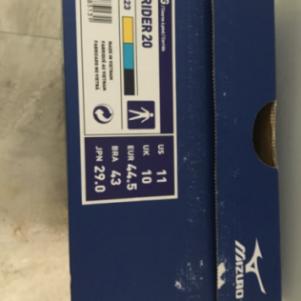 RIDER 20
MADE IN VIETNAM
FABRIQUÉ AU VIETNAM
FABRICADO NO VIETNÃ
US 11
UK 10
EUR 44.5
BRA 43
JPN 29.0
MIZUNO